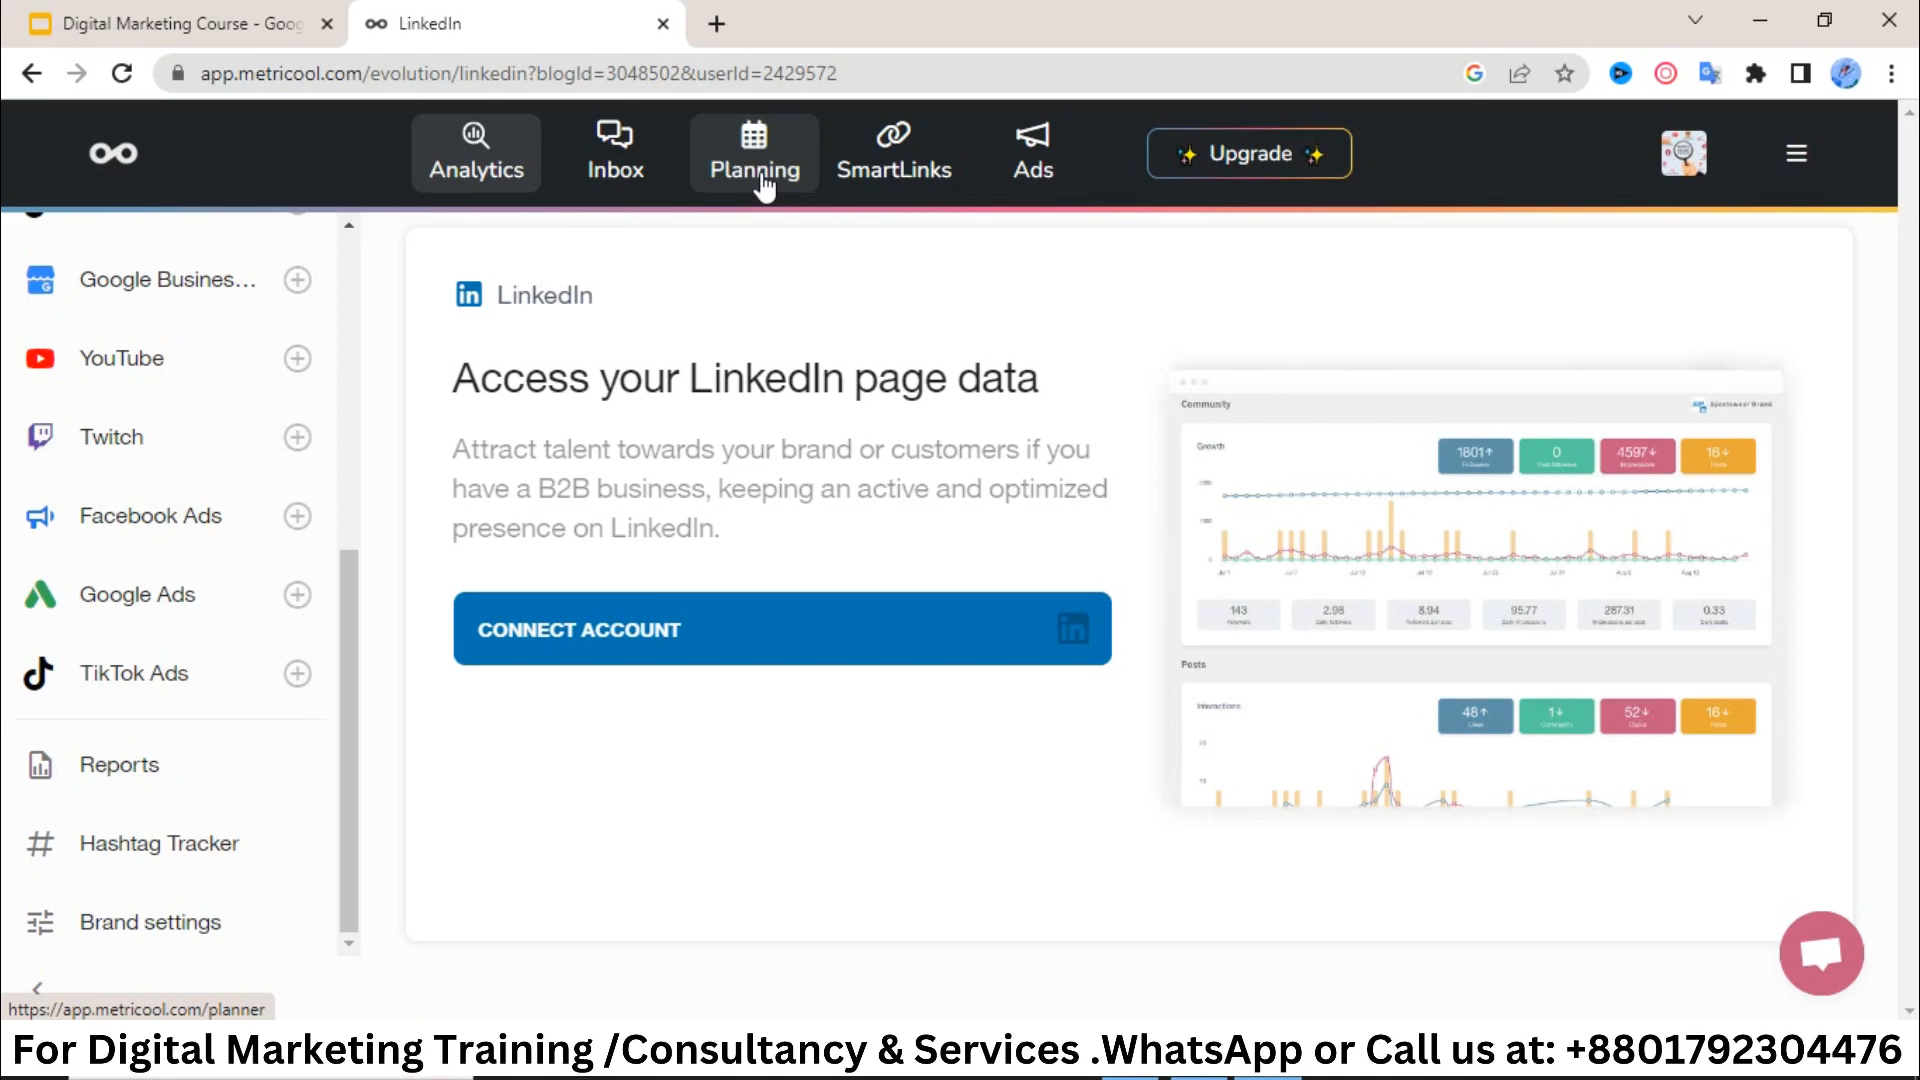 Digital Marketing Course - Goog
LinkedIn
app.metricool.com/evolution/linkedin?blogId=3048502&userId=2429572
Analytics
Inbox
Planning
SmartLinks
Ads
Upgrade
Google Busines...
YouTube
Twitch
Facebook Ads
Google Ads
TikTok Ads
Reports
Hashtag Tracker
Brand settings
LinkedIn
Access your LinkedIn page data
Attract talent towards your brand or customers if you
have a B2B business, keeping an active and optimized
presence on LinkedIn.
CONNECT ACCOUNT
Community
Growth
1801 0 4597 16
143 2.98 8.94 95.77 287.31 0.33
Posts
Interactions
48 1 52 16
https://app.metricool.com/planner
For Digital Marketing Training /Consultancy & Services .WhatsApp or Call us at: +8801792304476